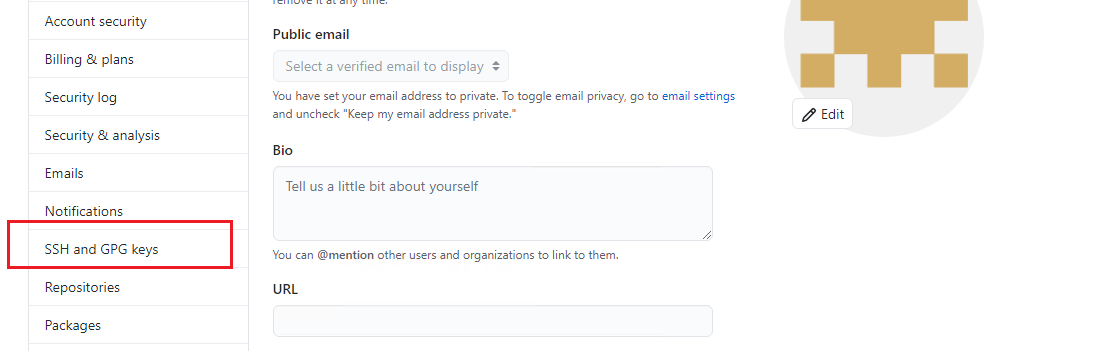 remove it at any time.
Account security
Billing & plans
Security log
Security & analysis
Emails
Notifications
SSH and GPG keys
Repositories
Packages
Public email
Select a verified email to display
You have set your email address to private. To toggle email privacy, go to email settings
and uncheck "Keep my email address private."
Bio
Tell us a little bit about yourself
You can @mention other users and organizations to link to them.
URL
Edit